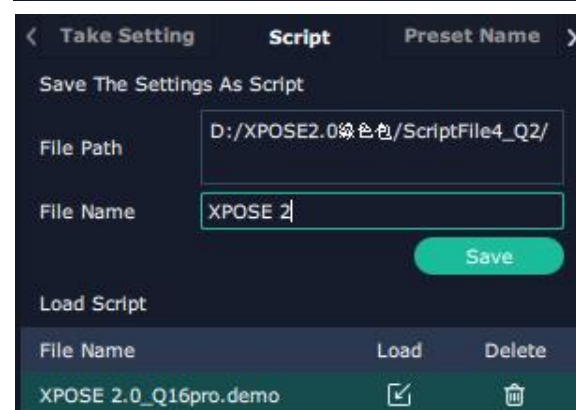 Take Setting Script Preset Name
Save The Settings As Script
File Path D:/XPOSE2.0绿色包/ScriptFile4_Q2/
File Name XPOSE 2
Save
Load Script
File Name Load Delete
XPOSE 2.0_Q16pro.demo